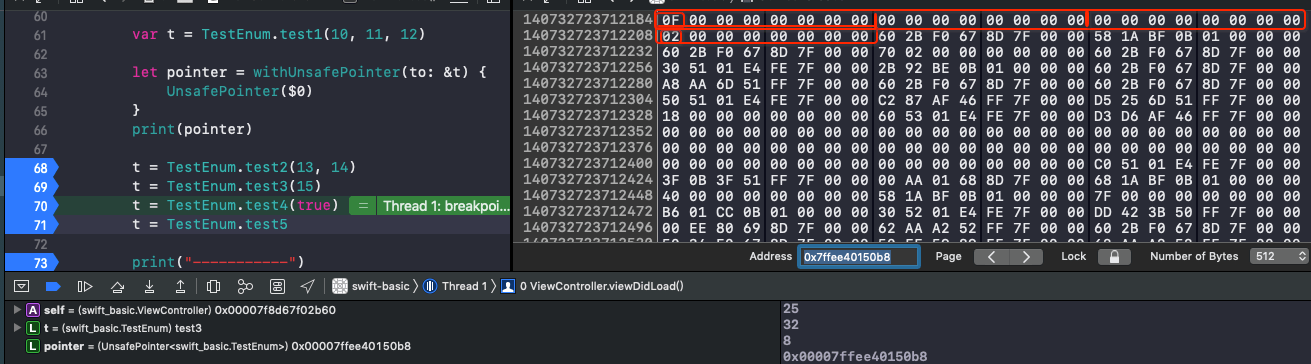 60
61 var t = TestEnum.test1(10, 11, 12)
62
63 let pointer = withUnsafePointer(to: &t) {
64 UnsafePointer($0)
65 }
66 print(pointer)
67
68 t = TestEnum.test2(13, 14)
69 t = TestEnum.test3(15)
70 t = TestEnum.test4(true) = Thread 1: breakpoi...
71 t = TestEnum.test5
72
73 print("-----------")
140732723712184 0F 00 00 00 00 00 00 00 00 00 00 00 00 00 00 00 00 00 00 00 00 00 00 00
140732723712208 02 00 00 00 00 00 00 00 60 2B F0 67 8D 7F 00 00 58 1A BF 0B 01 00 00 00
140732723712232 60 2B F0 67 8D 7F 00 00 70 02 00 00 00 00 00 00 00 00 00 00 00 00 00 00
140732723712256 30 51 01 E4 FE 7F 00 00 2B 92 BE 0B 01 00 00 00 60 2B F0 67 8D 7F 00 00
140732723712280 A8 AA 6D 51 FF 7F 00 00 60 2B F0 67 8D 7F 00 00 60 2B F0 67 8D 7F 00 00
140732723712304 50 51 01 E4 FE 7F 00 00 C2 87 AF 46 FF 7F 00 00 D5 25 6D 51 FF 7F 00 00
140732723712328 18 00 00 00 00 00 00 00 60 53 01 E4 FE 7F 00 00 D3 D6 AF 46 FF 7F 00 00
140732723712352 00 00 00 00 00 00 00 00 00 00 00 00 00 00 00 00 00 00 00 00 00 00 00 00
140732723712376 00 00 00 00 00 00 00 00 00 00 00 00 00 00 00 00 00 00 00 00 00 00 00 00
140732723712400 00 00 00 00 00 00 00 00 00 00 00 00 00 00 00 00 C0 51 01 E4 FE 7F 00 00
140732723712424 3F 0B 3F 51 FF 7F 00 00 00 AA 01 68 8D 7F 00 00 68 1A BF 0B 01 00 00 00
140732723712448 40 00 00 00 00 00 00 00 58 1A BF 0B 01 00 00 00 7F 00 00 00 00 00 00 00
140732723712472 B6 01 CC 0B 01 00 00 00 30 52 01 E4 FE 7F 00 00 DD 42 3B 50 FF 7F 00 00
140732723712496 00 EE 80 69 8D 7F 00 00 62 AA A2 52 FF 7F 00 00 60 2B F0 67 8D 7F 00 00
Address 0x7ffee40150b8 Page Lock Number of Bytes 512
swift-basic Thread 1 0 ViewController.viewDidLoad()
A self = (swift_basic.ViewController) 0x00007f8d67f02b60
L t = (swift_basic.TestEnum) test3
L pointer = (UnsafePointer<swift_basic.TestEnum>) 0x00007ffee40150b8
25
32
8
0x00007ffee40150b8